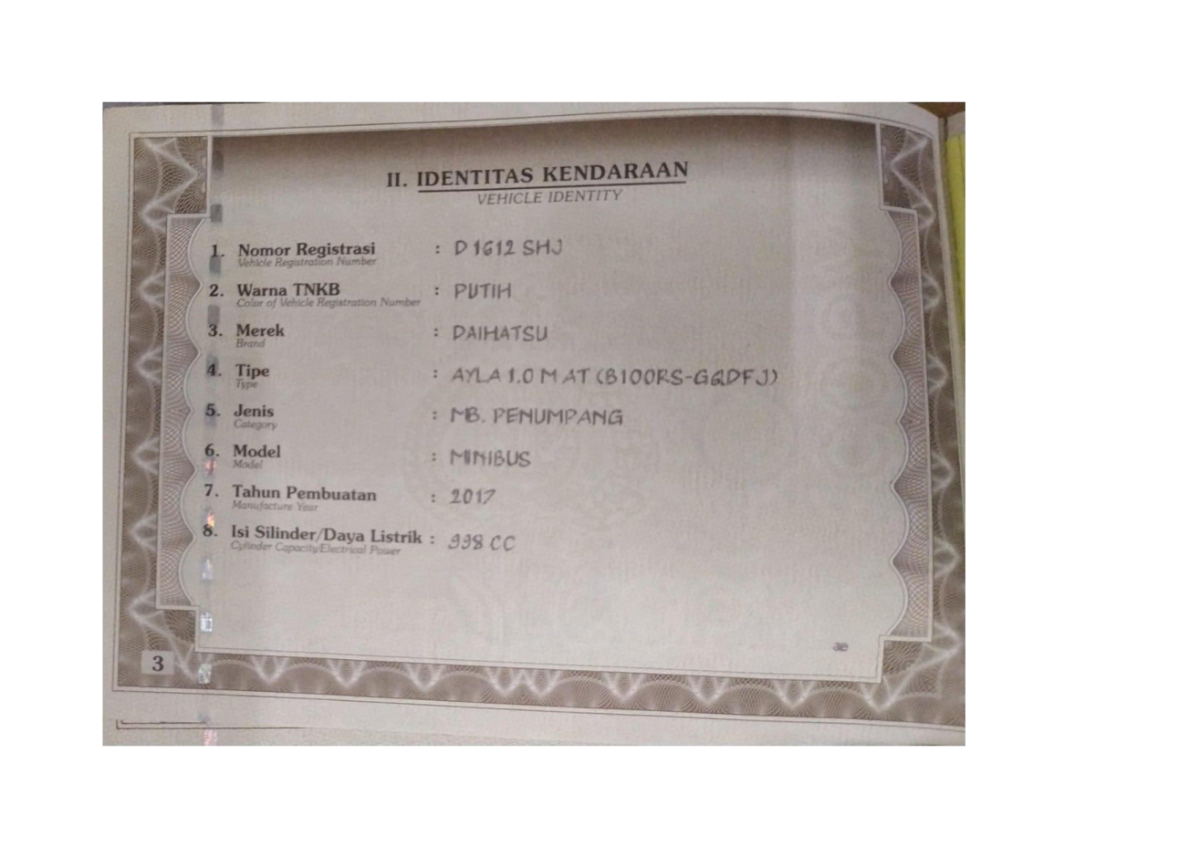 II. IDENTITAS KENDARAAN
VEHICLE IDENTITY
1. Nomor Registrasi : D 1612 SHJ
Vehicle Registration Number
2. Warna TNKB : PUTIH
Color of Vehicle Registration Number
3. Merek : DAIHATSU
Brand
4. Tipe : AYLA 1.0 M AT (B100RS-GQDFJ)
Type
5. Jenis : MB. PENUMPANG
Category
6. Model : MINIBUS
Model
7. Tahun Pembuatan : 2017
Manufacture Year
8. Isi Silinder/Daya Listrik : 998 CC
Cylinder Capacity/Electrical Power
æ
3